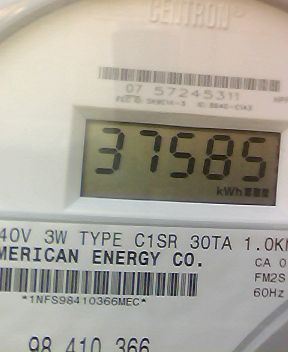 CENTRON®
07 57245311
37585
kWh
40V 3W TYPE C1SR 30TA 1.0K
MERICAN ENERGY CO.
CA 0
FM2S
60Hz
*1NFS98410366MEC*
98 410 366